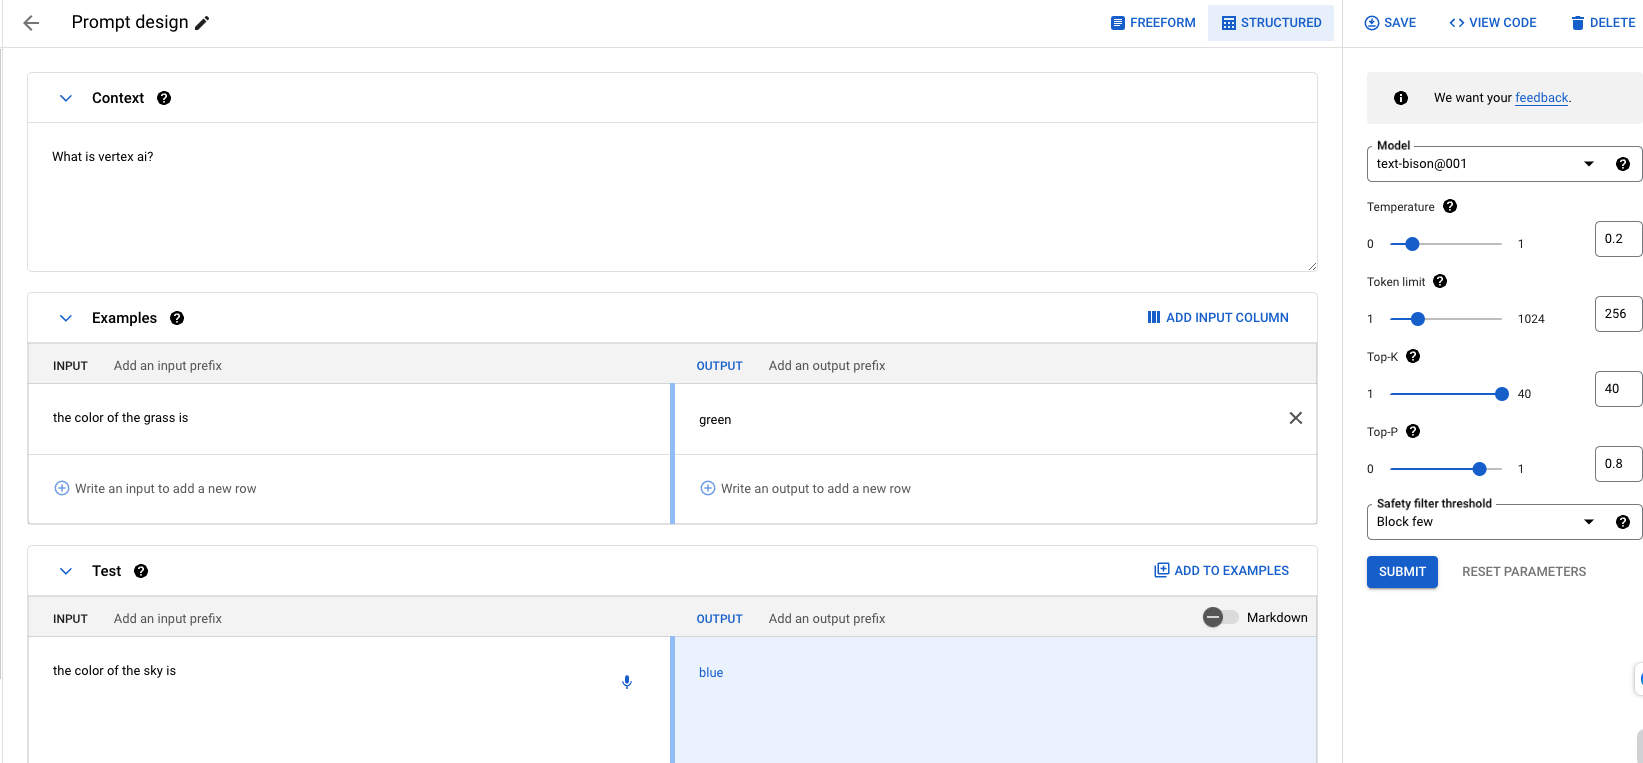 Prompt design
FREEFORM
STRUCTURED
SAVE
VIEW CODE
DELETE
Context
What is vertex ai?
Examples
ADD INPUT COLUMN
INPUT Add an input prefix
OUTPUT Add an output prefix
the color of the grass is
green
Write an input to add a new row
Write an output to add a new row
Test
ADD TO EXAMPLES
INPUT Add an input prefix
OUTPUT Add an output prefix
Markdown
the color of the sky is
blue
We want your feedback.
Model
text-bison@001
Temperature
0 1 0.2
Token limit
1 1024 256
Top-K
1 40 40
Top-P
0 1 0.8
Safety filter threshold
Block few
SUBMIT
RESET PARAMETERS